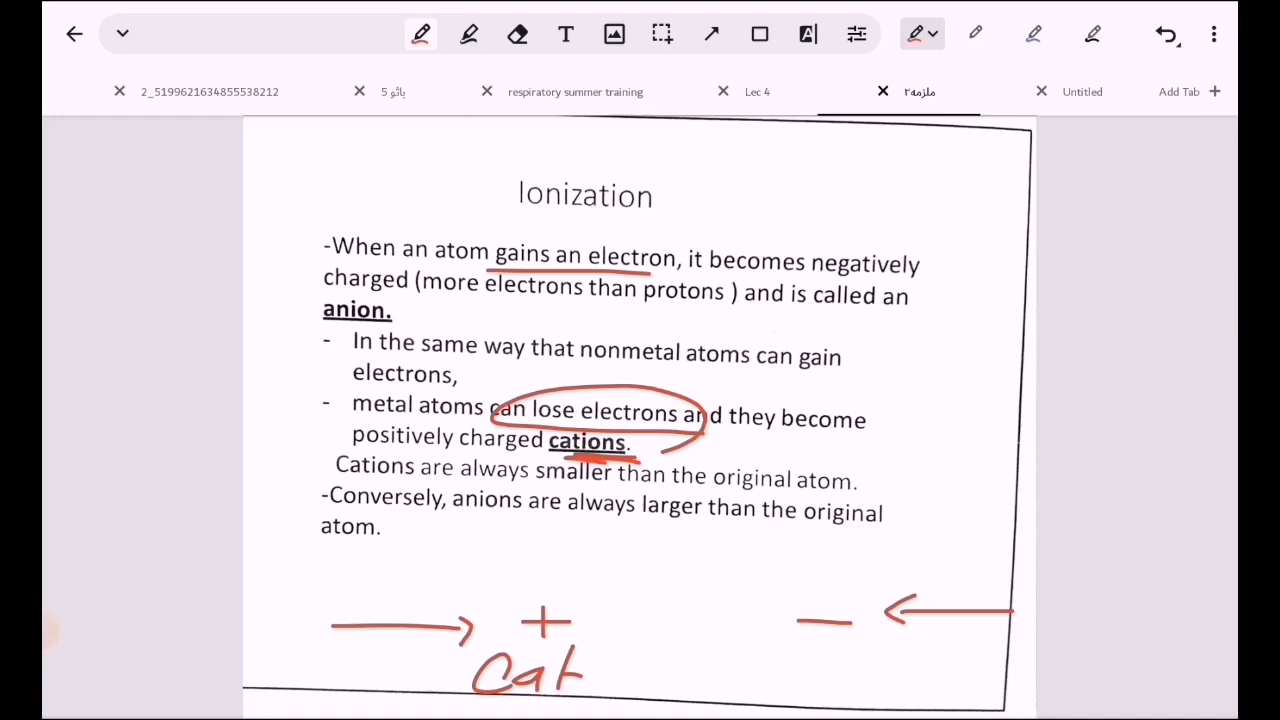 2_5199621634855538212
باثو 5
respiratory summer training
Lec 4
ملزمه٢
Untitled
Add Tab
Ionization
-When an atom gains an electron, it becomes negatively
charged (more electrons than protons ) and is called an
anion.
- In the same way that nonmetal atoms can gain
electrons,
- metal atoms can lose electrons and they become
positively charged cations.
Cations are always smaller than the original atom.
-Conversely, anions are always larger than the original
atom.
+ —
Cat